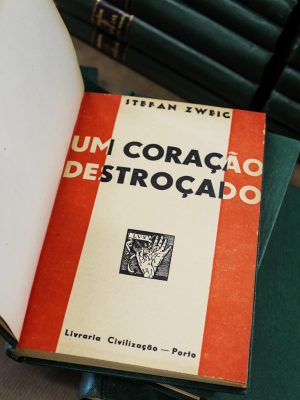 STEFAN ZWEIG
UM CORAÇÃO
DESTROÇADO
Livraria Civilização — Porto